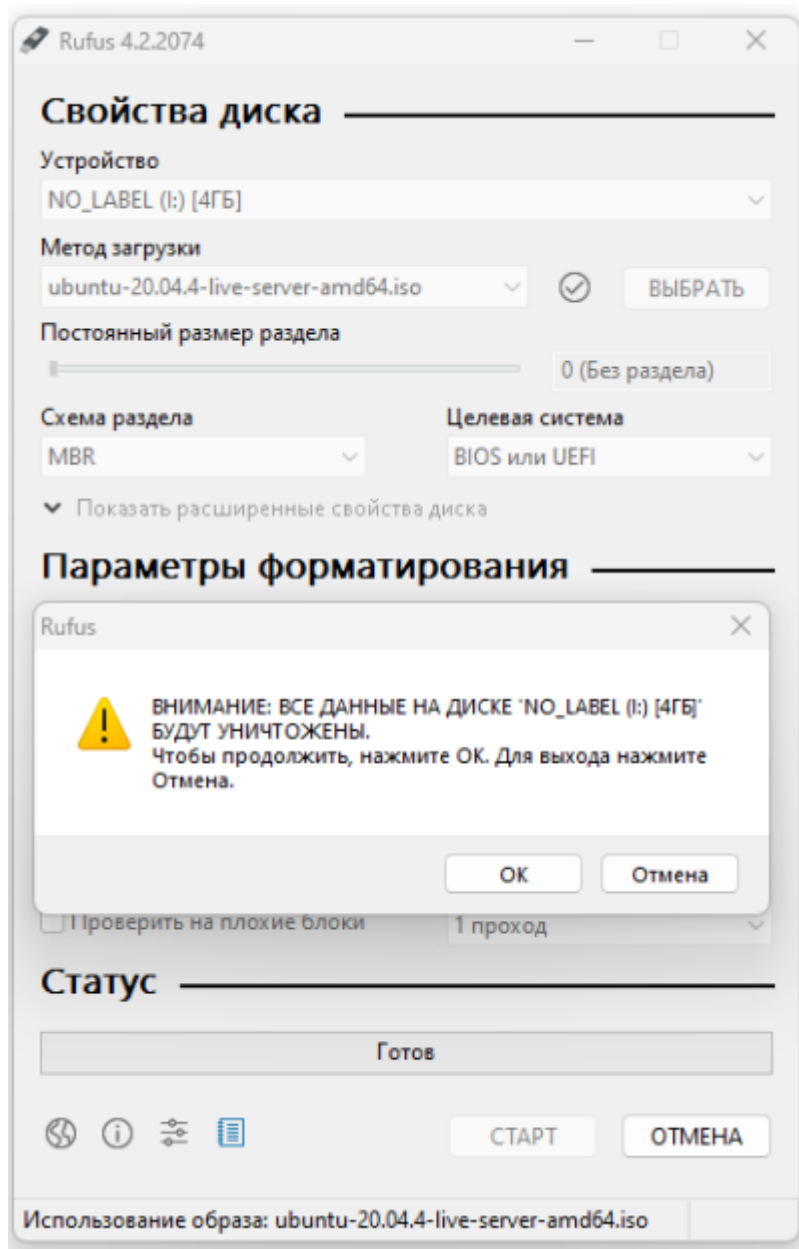 Rufus 4.2.2074
Свойства диска
Устройство
NO_LABEL (I:) [4ГБ]
Метод загрузки
ubuntu-20.04.4-live-server-amd64.iso
ВЫБРАТЬ
Постоянный размер раздела
0 (Без раздела)
Схема раздела
Целевая система
MBR
BIOS или UEFI
Показать расширенные свойства диска
Параметры форматирования
Rufus
ВНИМАНИЕ: ВСЕ ДАННЫЕ НА ДИСКЕ 'NO_LABEL (I:) [4ГБ]'
БУДУТ УНИЧТОЖЕНЫ.
Чтобы продолжить, нажмите ОК. Для выхода нажмите
Отмена.
ОК
Отмена
Проверить на плохие блоки
1 проход
Статус
Готов
СТАРТ
ОТМЕНА
Использование образа: ubuntu-20.04.4-live-server-amd64.iso